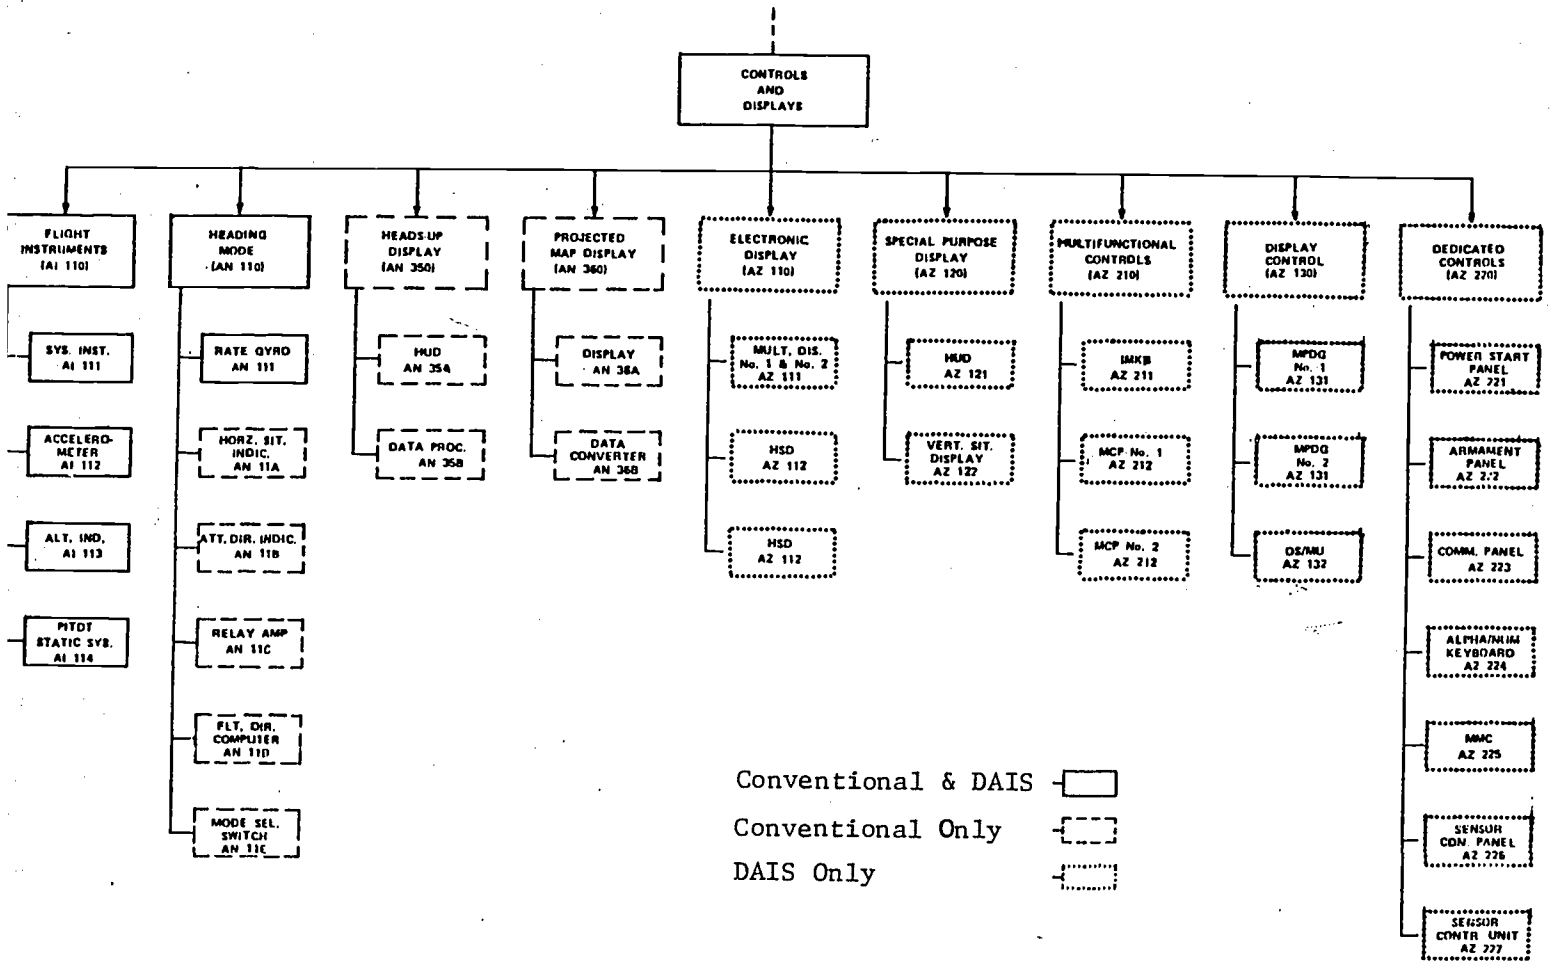 CONTROLS
AND
DISPLAYS
FLIGHT
INSTRUMENTS
(AI 110)
SYS. INST.
AI 111
ACCELERO-
METER
AI 112
ALT. IND.
AI 113
PITOT
STATIC SYS.
AI 114
HEADING
MODE
(AN 110)
RATE GYRO
AN 111
HORZ. SIT.
INDIC.
AN 11A
ATT. DIR. INDIC.
AN 11B
RELAY AMP
AN 11C
FLT. DIR.
COMPUTER
AN 11D
MODE SEL.
SWITCH
AN 11E
HEADS-UP
DISPLAY
(AN 350)
HUD
AN 35A
DATA PROC.
AN 35B
PROJECTED
MAP DISPLAY
(AN 360)
DISPLAY
AN 36A
DATA
CONVERTER
AN 36B
ELECTRONIC
DISPLAY
(AZ 110)
MULT. DIS.
No. 1 & No. 2
AZ 111
HSD
AZ 112
HSD
AZ 112
SPECIAL PURPOSE
DISPLAY
(AZ 120)
HUD
AZ 121
VERT. SIT.
DISPLAY
AZ 122
MULTIFUNCTIONAL
CONTROLS
(AZ 210)
IMKB
AZ 211
MCP No. 1
AZ 212
MCP No. 2
AZ 212
DISPLAY
CONTROL
(AZ 130)
MPDG
No. 1
AZ 131
MPDG
No. 2
AZ 131
DS/MU
AZ 132
DEDICATED
CONTROLS
(AZ 220)
POWER START
PANEL
AZ 221
ARMAMENT
PANEL
AZ 222
COMM. PANEL
AZ 223
ALPHA/NUM
KEYBOARD
AZ 224
MMC
AZ 225
SENSOR
CON. PANEL
AZ 226
SENSOR
CONTR UNIT
AZ 227
Conventional & DAIS
Conventional Only
DAIS Only